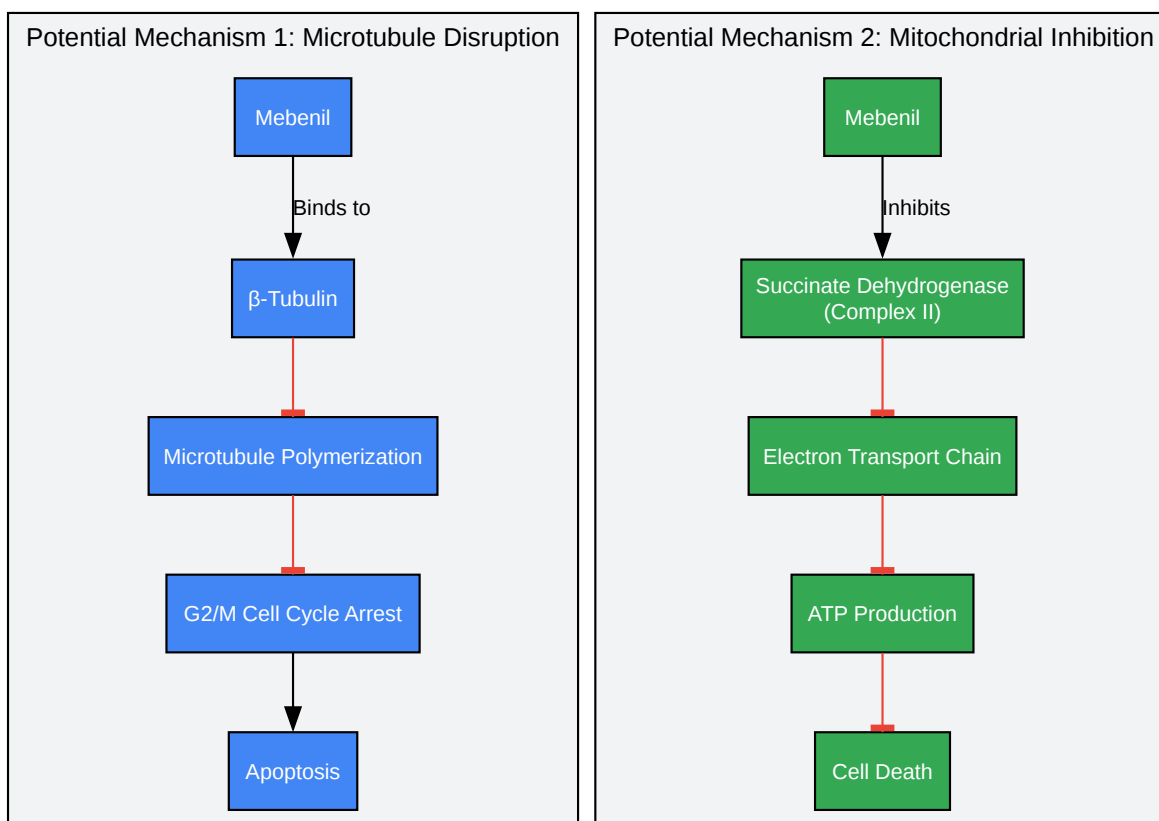 Potential Mechanism 1: Microtubule Disruption
Mebenil
Binds to
β-Tubulin
Microtubule Polymerization
G2/M Cell Cycle Arrest
Apoptosis
Potential Mechanism 2: Mitochondrial Inhibition
Mebenil
Inhibits
Succinate Dehydrogenase
(Complex II)
Electron Transport Chain
ATP Production
Cell Death